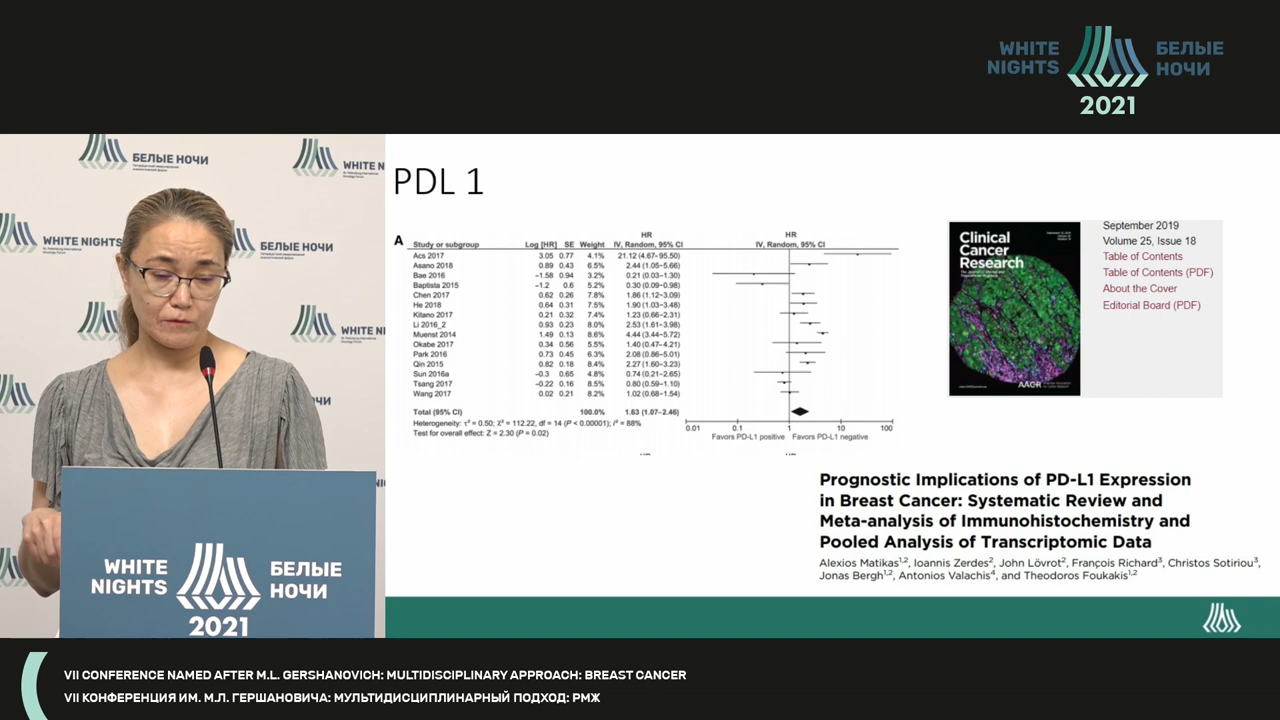 WHITE
NIGHTS
БЕЛЫЕ
НОЧИ
2021
БЕЛЫЕ НОЧИ
WHITE N
WHITE NIGHTS
БЕЛЫЕ НОЧИ
WHITE
NIGHTS
БЕЛЫЕ
НОЧИ
2021
PDL 1
A
HR HR
Study or subgroup Log [HR] SE Weight IV, Random, 95% CI IV, Random, 95% CI
Acs 2017 3.05 0.77 4.1% 21.12 (4.67–95.50)
Asano 2018 0.89 0.43 6.5% 2.44 (1.05–5.66)
Bae 2016 –1.58 0.94 3.2% 0.21 (0.03–1.30)
Baptista 2015 –1.2 0.6 5.3% 0.30 (0.09–0.98)
Chen 2017 0.62 0.26 7.8% 1.86 (1.12–3.09)
He 2018 0.64 0.31 7.5% 1.90 (1.03–3.48)
Kitano 2017 0.21 0.32 7.4% 1.23 (0.66–2.31)
Li 2016_2 0.93 0.23 8.0% 2.53 (1.61–3.98)
Muenst 2014 1.49 0.13 8.6% 4.44 (3.44–5.72)
Okabe 2017 0.34 0.56 5.5% 1.40 (0.47–4.21)
Park 2016 0.73 0.45 6.3% 2.08 (0.86–5.01)
Qin 2015 0.82 0.18 8.4% 2.27 (1.60–3.23)
Sun 2016a –0.3 0.65 4.8% 0.74 (0.21–2.65)
Tsang 2017 –0.22 0.16 8.5% 0.80 (0.59–1.10)
Wang 2017 0.02 0.21 8.2% 1.02 (0.68–1.54)
Total (95% CI) 100.0% 1.63 (1.07–2.46)
Heterogeneity: τ² = 0.50; χ² = 112.22, df = 14 (P < 0.00001); I² = 88%
Test for overall effect: Z = 2.30 (P = 0.02)
0.01 0.1 1 10 100
Favors PD-L1 positive Favors PD-L1 negative
Clinical
Cancer
Research
AACR
September 2019
Volume 25, Issue 18
Table of Contents
Table of Contents (PDF)
About the Cover
Editorial Board (PDF)
Prognostic Implications of PD-L1 Expression
in Breast Cancer: Systematic Review and
Meta-analysis of Immunohistochemistry and
Pooled Analysis of Transcriptomic Data
Alexios Matikas1,2, Ioannis Zerdes2, John Lövrot2, François Richard3, Christos Sotiriou3,
Jonas Bergh1,2, Antonios Valachis4, and Theodoros Foukakis1,2
VII CONFERENCE NAMED AFTER M.L. GERSHANOVICH: MULTIDISCIPLINARY APPROACH: BREAST CANCER
VII КОНФЕРЕНЦИЯ ИМ. М.Л. ГЕРШАНОВИЧА: МУЛЬТИДИСЦИПЛИНАРНЫЙ ПОДХОД: РМЖ